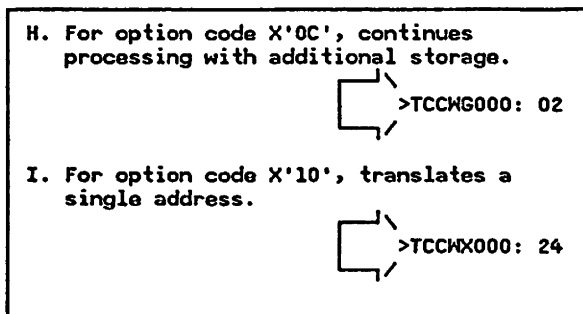 H. For option code X'0C', continues
processing with additional storage.
>TCCWG000: 02
I. For option code X'10', translates a
single address.
>TCCWX000: 24